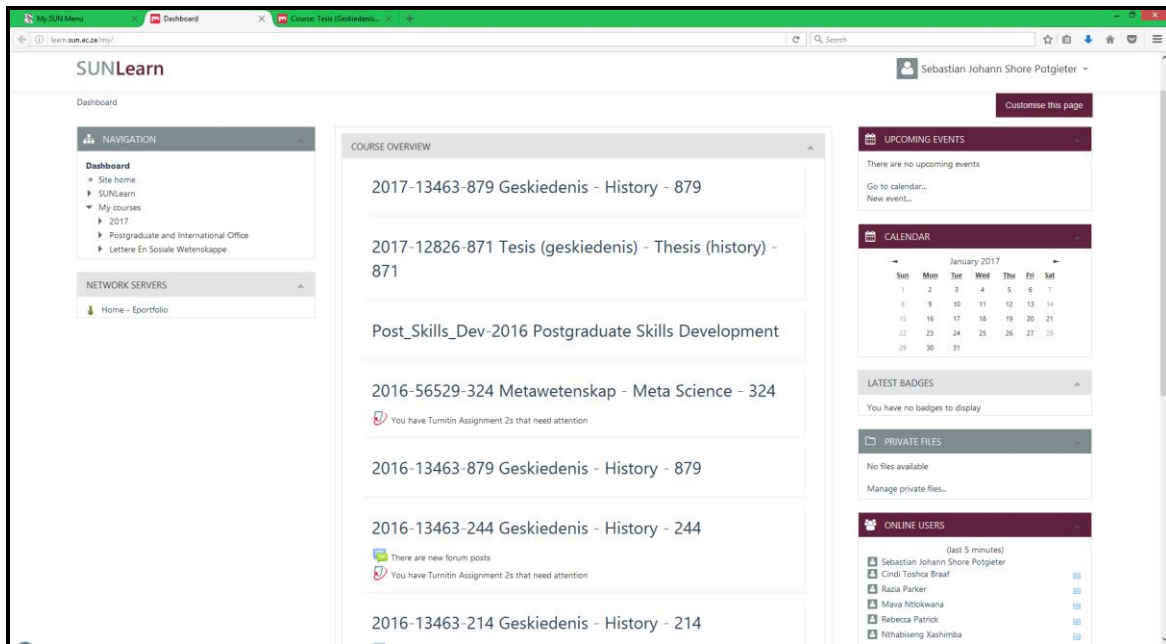 My.SUN Menu
Dashboard
Course: Tesis (Geskiedenis...
learn.sun.ac.za/my/
Search
SUNLearn
Sebastian Johann Shore Potgieter
Dashboard
Customise this page
NAVIGATION
Dashboard
Site home
SUNLearn
My courses
2017
Postgraduate and International Office
Lettere En Sosiale Wetenskappe
NETWORK SERVERS
Home - Eportfolio
COURSE OVERVIEW
2017-13463-879 Geskiedenis - History - 879
2017-12826-871 Tesis (geskiedenis) - Thesis (history) -
871
Post_Skills_Dev-2016 Postgraduate Skills Development
2016-56529-324 Metawetenskap - Meta Science - 324
You have Turnitin Assignment 2s that need attention
2016-13463-879 Geskiedenis - History - 879
2016-13463-244 Geskiedenis - History - 244
There are new forum posts
You have Turnitin Assignment 2s that need attention
2016-13463-214 Geskiedenis - History - 214
UPCOMING EVENTS
There are no upcoming events
Go to calendar...
New event...
CALENDAR
January 2017
Sun Mon Tue Wed Thu Fri Sat
1 2 3 4 5 6 7
8 9 10 11 12 13 14
15 16 17 18 19 20 21
22 23 24 25 26 27 28
29 30 31
LATEST BADGES
You have no badges to display
PRIVATE FILES
No files available
Manage private files...
ONLINE USERS
(last 5 minutes)
Sebastian Johann Shore Potgieter
Cindi Toshca Braaf
Razia Parker
Mava Ntlokwana
Rebecca Patrick
Nthabiseng Xashimba